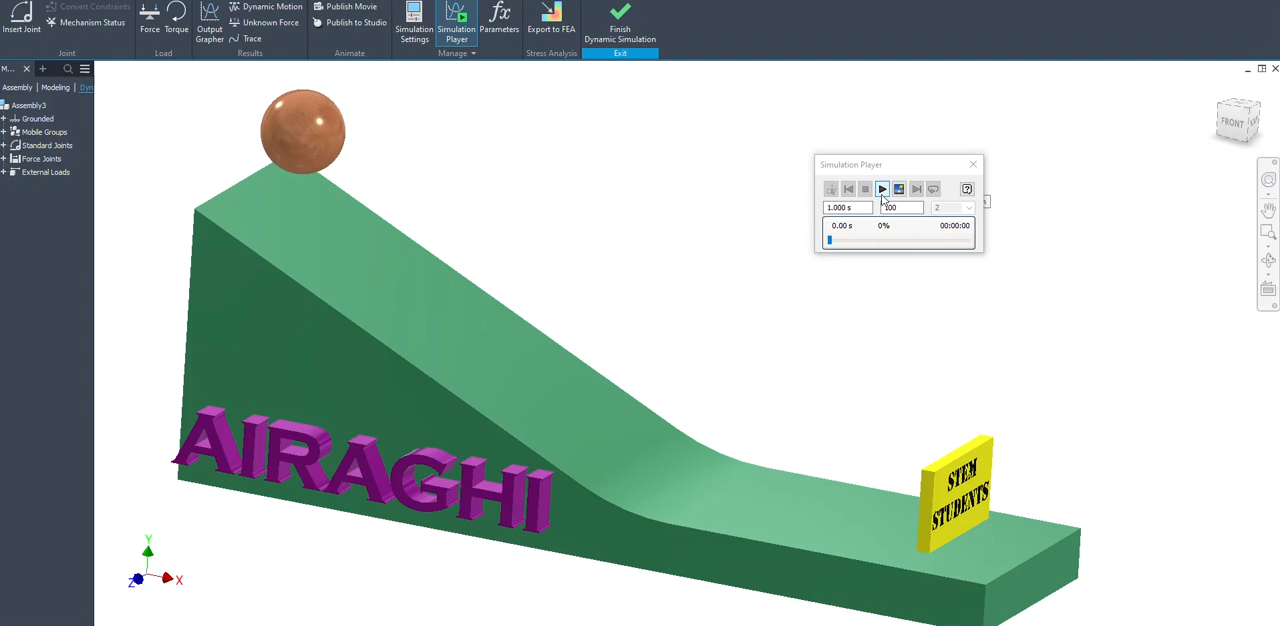 Insert Joint
Convert Constraints
Mechanism Status
Joint
Force
Torque
Load
Output Grapher
Dynamic Motion
Unknown Force
Trace
Results
Publish Movie
Publish to Studio
Animate
Simulation Settings
Simulation Player
fx
Parameters
Manage
Export to FEA
Stress Analysis
Finish
Dynamic Simulation
Exit
M...
Assembly
Modeling
Dyn
Assembly3
Grounded
Mobile Groups
Standard Joints
Force Joints
External Loads
FRONT
Simulation Player
1.000 s
100
2
0.00 s
0%
00:00:00
AIRAGHI
STEM
STUDENTS
Y
Z
X